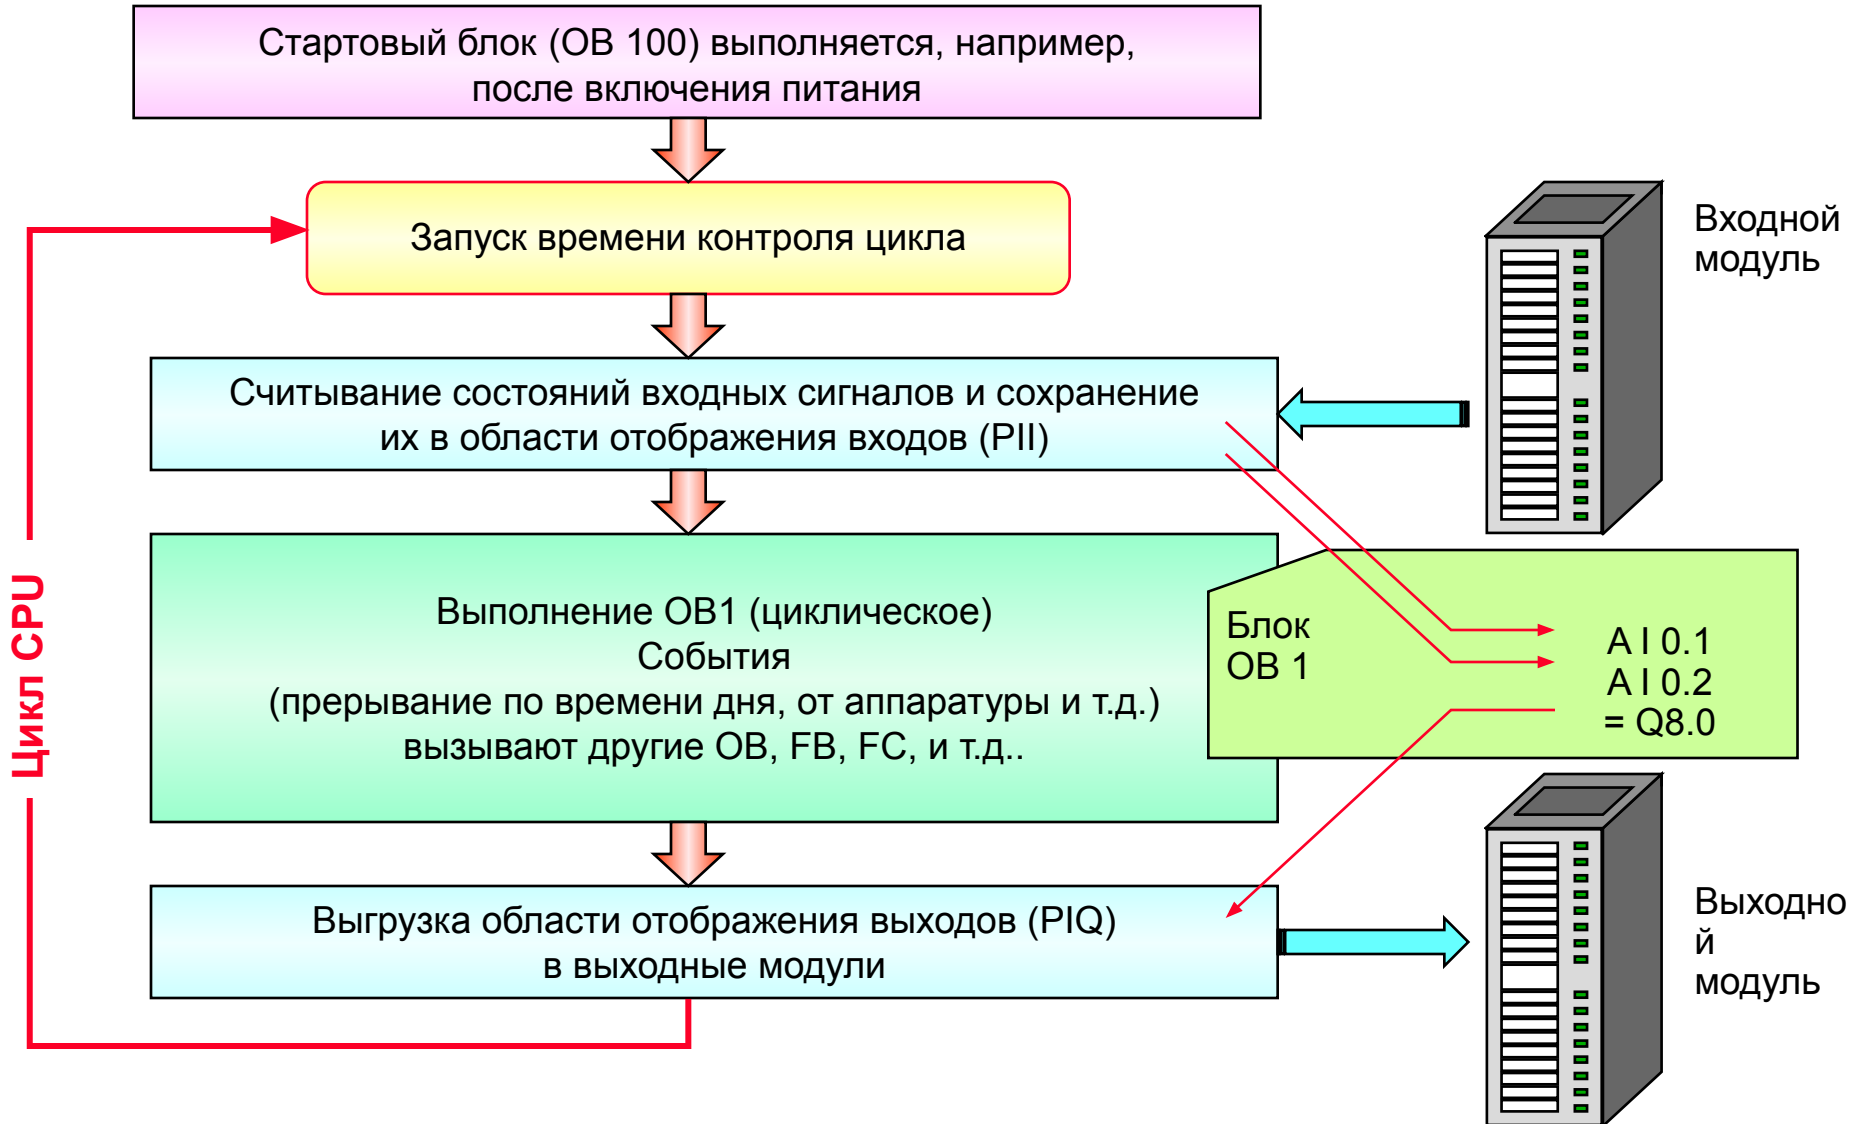 Стартовый блок (OB 100) выполняется, например,
после включения питания
Запуск времени контроля цикла
Входной
модуль
Считывание состояний входных сигналов и сохранение
их в области отображения входов (PII)
Цикл CPU
Выполнение OB1 (циклическое)
События
(прерывание по времени дня, от аппаратуры и т.д.)
вызывают другие OB, FB, FC, и т.д..
Блок
OB 1
A I 0.1
A I 0.2
= Q8.0
Выгрузка области отображения выходов (PIQ)
в выходные модули
Выходно
й
модуль